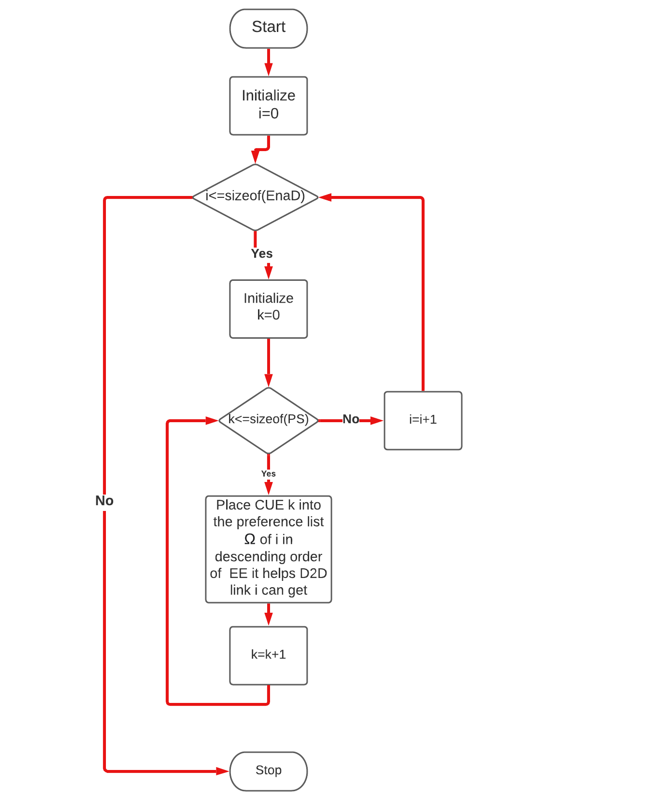 Start
Initialize
i=0
i<=sizeof(EnaD)
Yes
Initialize
k=0
k<=sizeof(PS)
No
i=i+1
Yes
No
Place CUE k into
the preference list
Ω of i in
descending order
of  EE it helps D2D
link i can get
k=k+1
Stop